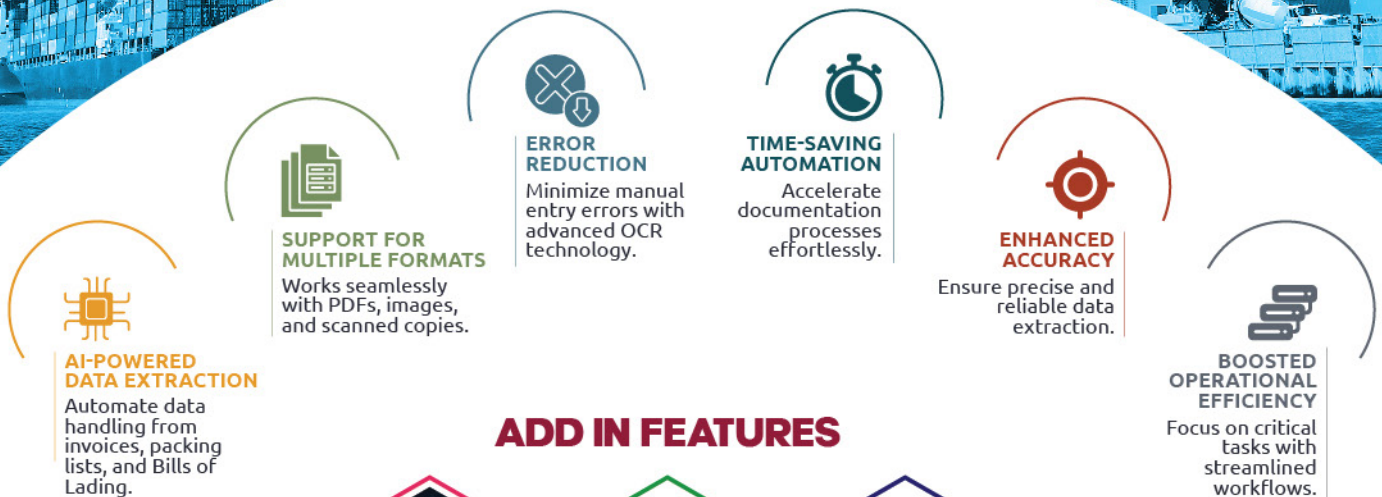 AI-POWERED
DATA EXTRACTION
Automate data
handling from
invoices, packing
lists, and Bills of
Lading.
SUPPORT FOR
MULTIPLE FORMATS
Works seamlessly
with PDFs, images,
and scanned copies.
ERROR
REDUCTION
Minimize manual
entry errors with
advanced OCR
technology.
TIME-SAVING
AUTOMATION
Accelerate
documentation
processes
effortlessly.
ENHANCED
ACCURACY
Ensure precise and
reliable data
extraction.
BOOSTED
OPERATIONAL
EFFICIENCY
Focus on critical
tasks with
streamlined
workflows.
ADD IN FEATURES